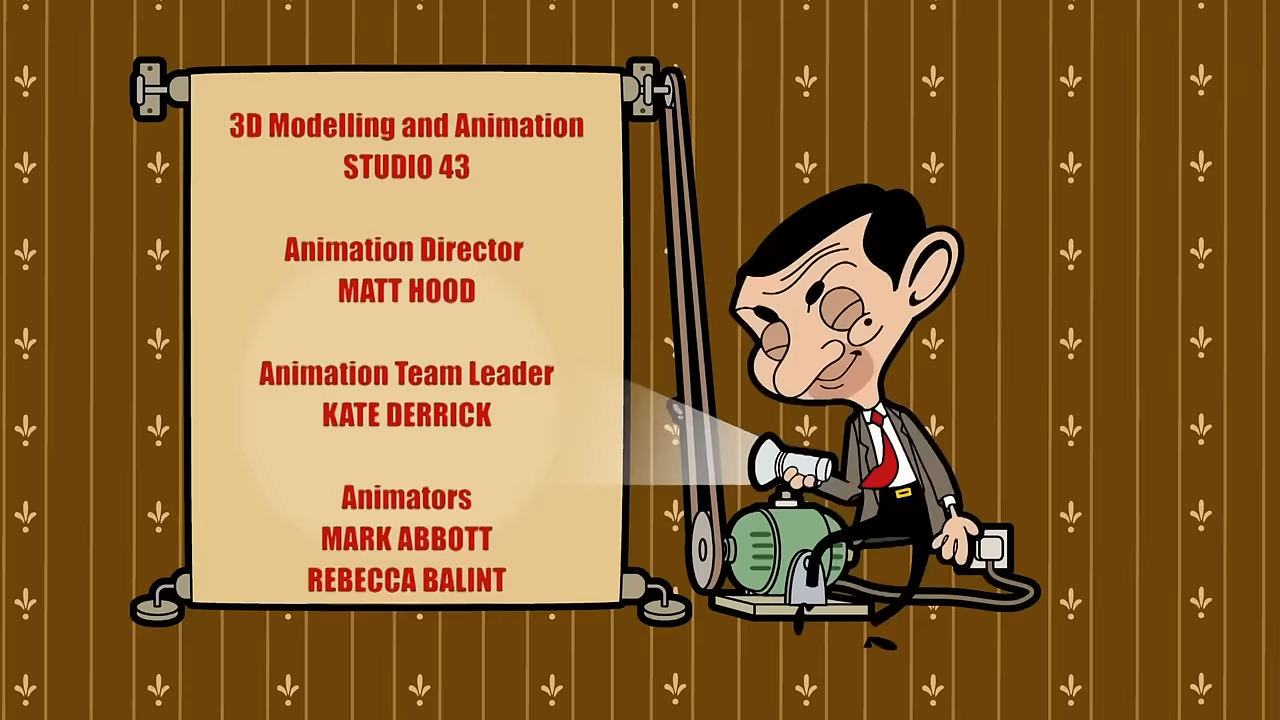 3D Modelling and Animation
STUDIO 43
Animation Director
MATT HOOD
Animation Team Leader
KATE DERRICK
Animators
MARK ABBOTT
REBECCA BALINT